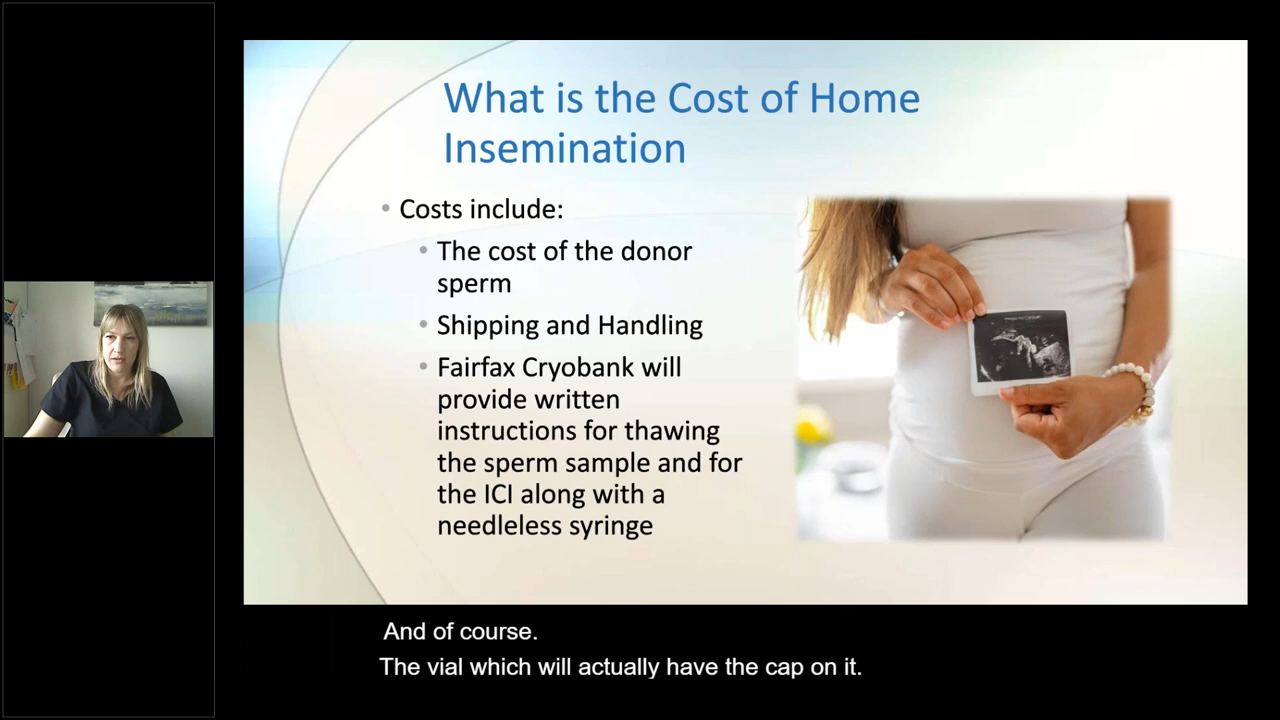 What is the Cost of Home
Insemination
• Costs include:
• The cost of the donor
sperm
• Shipping and Handling
• Fairfax Cryobank will
provide written
instructions for thawing
the sperm sample and for
the ICI along with a
needleless syringe
And of course.
The vial which will actually have the cap on it.